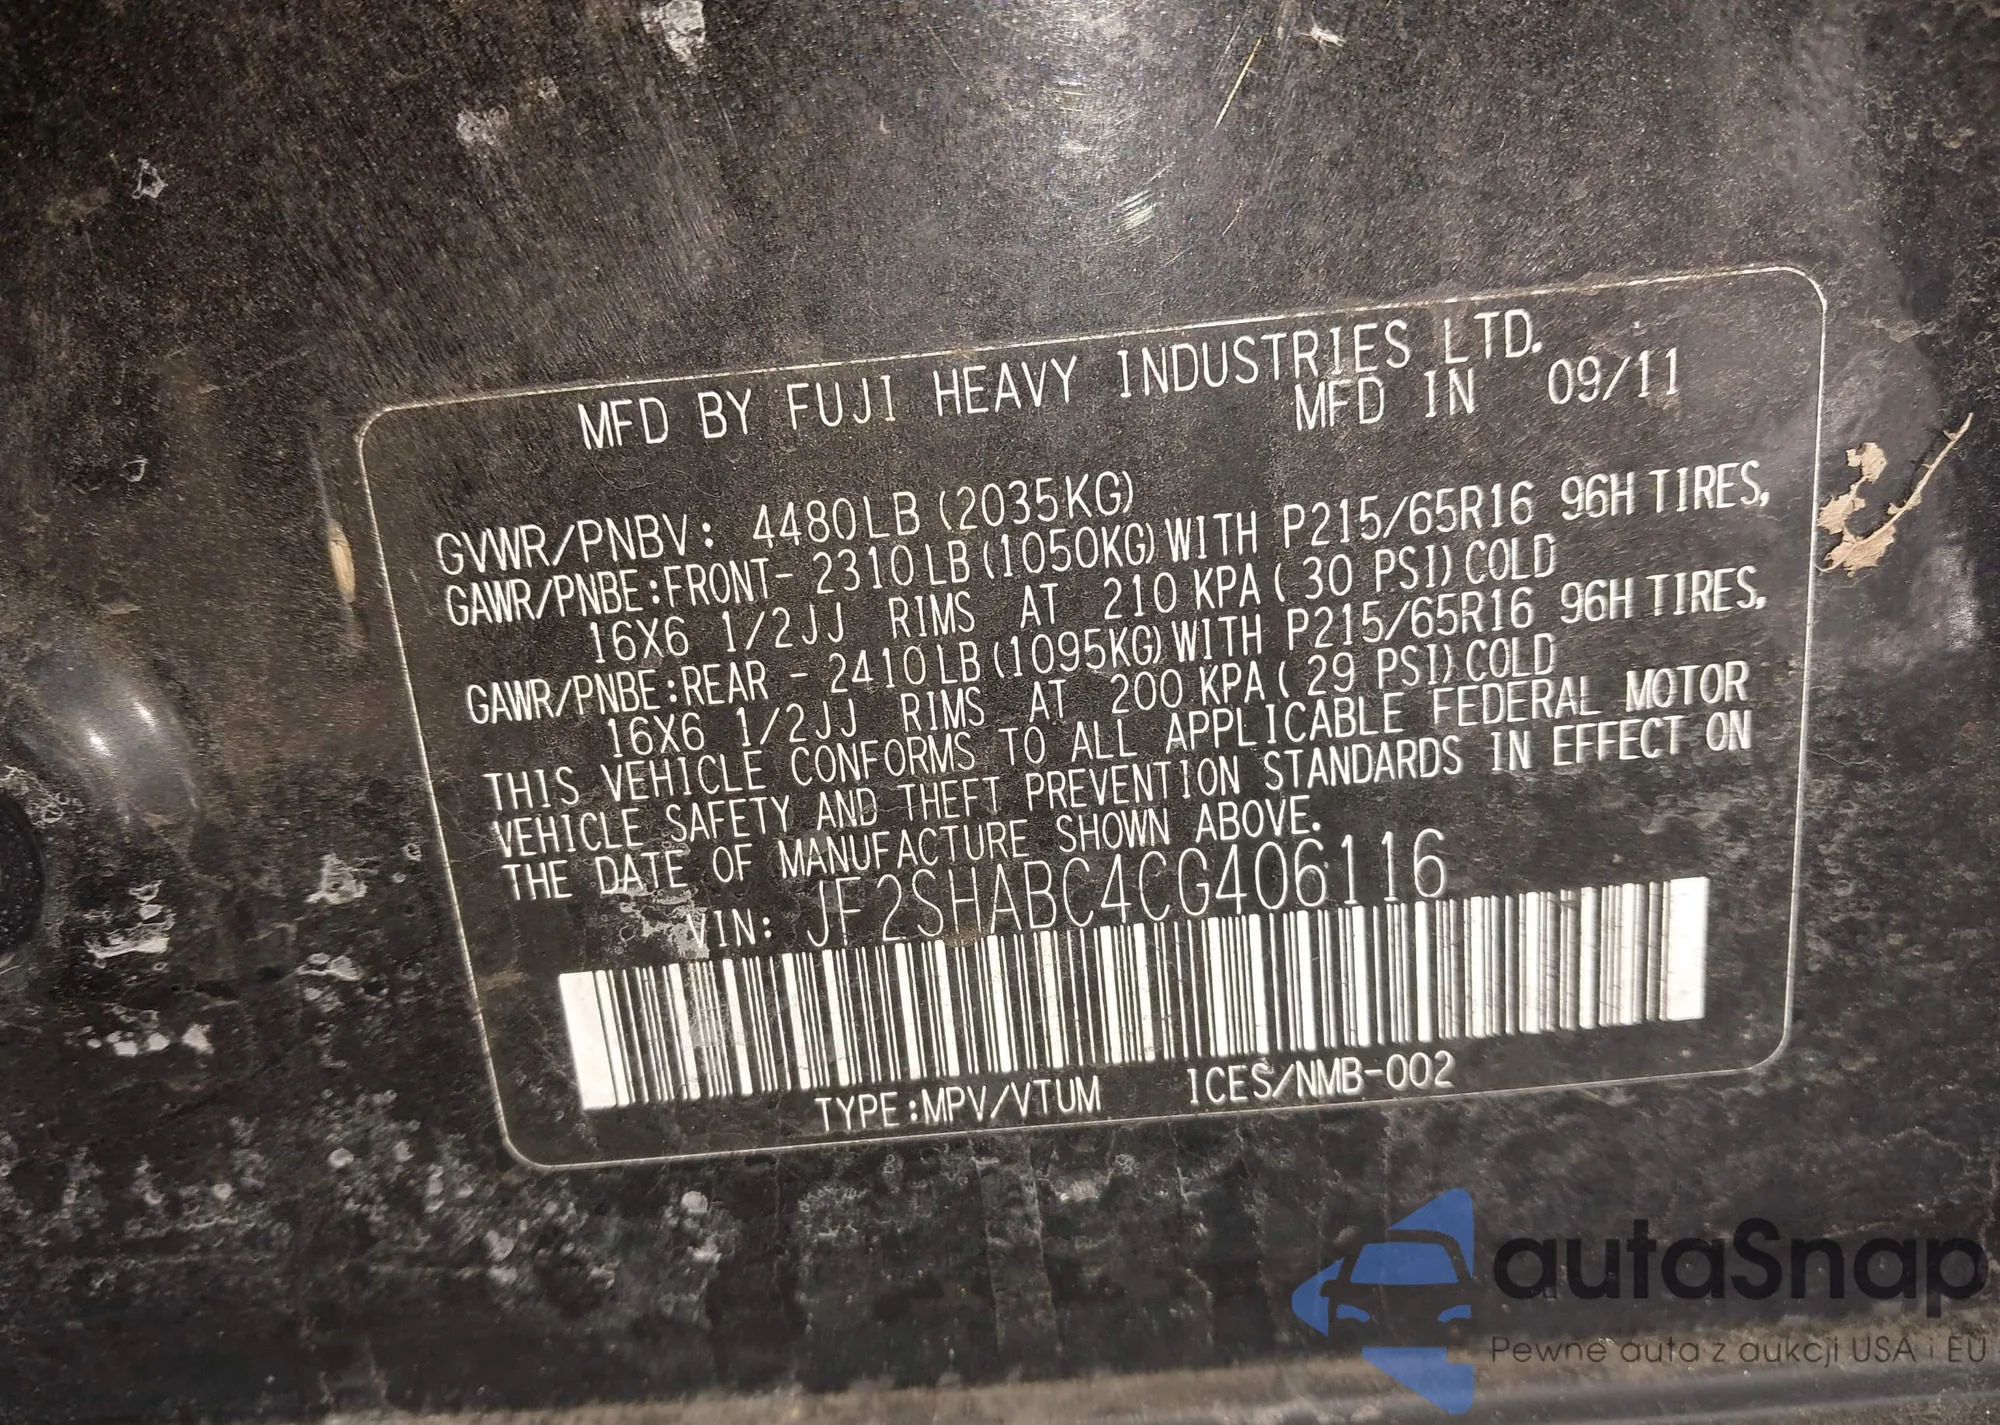 MFD BY FUJI HEAVY INDUSTRIES LTD.
MFD IN 09/11
GVWR/PNBV: 4480LB (2035KG)
GAWR/PNBE:FRONT- 2310LB(1050KG)WITH P215/65R16 96H TIRES,
16X6 1/2JJ RIMS AT 210 KPA( 30 PSI)COLD
GAWR/PNBE:REAR - 2410LB(1095KG)WITH P215/65R16 96H TIRES,
16X6 1/2JJ RIMS AT 200 KPA( 29 PSI)COLD
THIS VEHICLE CONFORMS TO ALL APPLICABLE FEDERAL MOTOR
VEHICLE SAFETY AND THEFT PREVENTION STANDARDS IN EFFECT ON
THE DATE OF MANUFACTURE SHOWN ABOVE.
VIN: JF2SHABC4CG406116
TYPE:MPV/VTUM ICES/NMB-002
autaSnap
Pewne auta z aukcji USA i EU